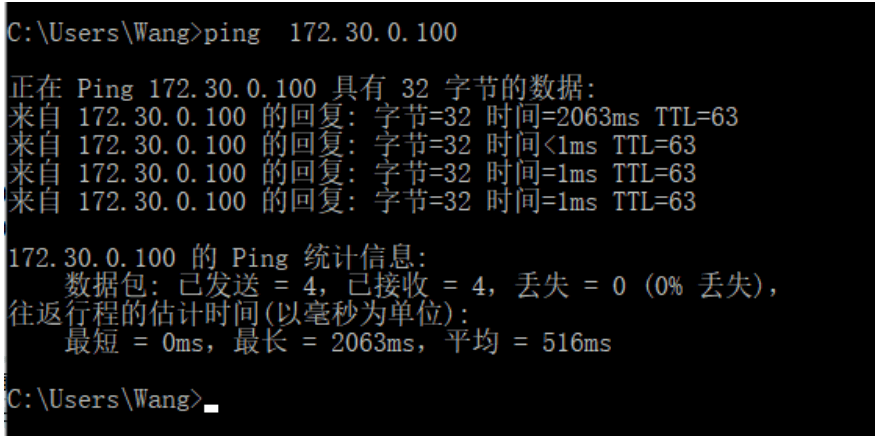 C:\Users\Wang>ping  172.30.0.100
正在 Ping 172.30.0.100 具有 32 字节的数据:
来自 172.30.0.100 的回复: 字节=32 时间=2063ms TTL=63
来自 172.30.0.100 的回复: 字节=32 时间<1ms TTL=63
来自 172.30.0.100 的回复: 字节=32 时间=1ms TTL=63
来自 172.30.0.100 的回复: 字节=32 时间=1ms TTL=63
172.30.0.100 的 Ping 统计信息:
    数据包: 已发送 = 4，已接收 = 4，丢失 = 0 (0% 丢失)，
往返行程的估计时间(以毫秒为单位):
    最短 = 0ms，最长 = 2063ms，平均 = 516ms
C:\Users\Wang>